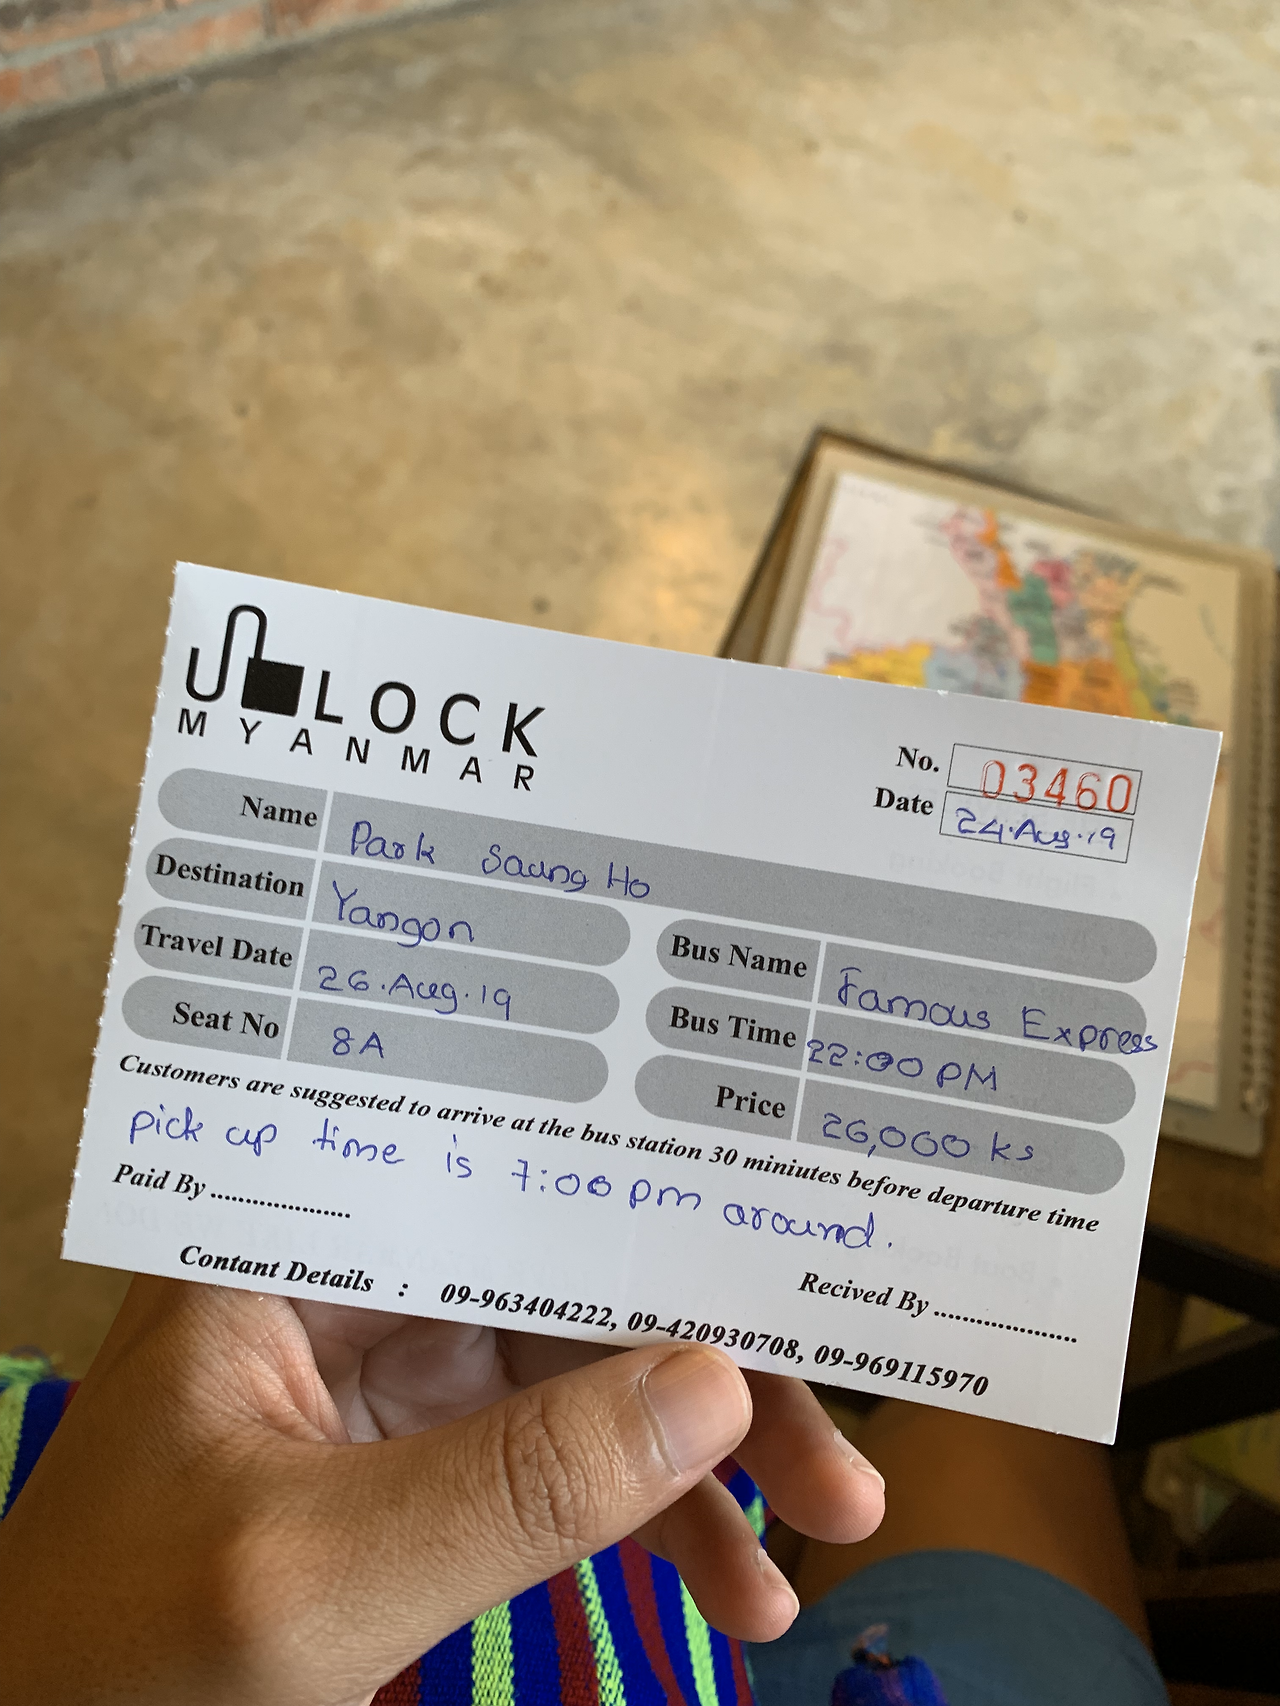 UNLOCK
MYANMAR
No. 03460
Date 24.Aug.19
Name Park Saung Ho
Destination Yangon
Bus Name Famous Express
Travel Date 26.Aug.19
Bus Time 22:00 PM
Seat No 8A
Price 26,000 ks
Customers are suggested to arrive at the bus station 30 miniutes before departure time
pick up time is 7:00 pm around.
Paid By ....................
Recived By ....................
Contant Details : 09-963404222, 09-420930708, 09-969115970